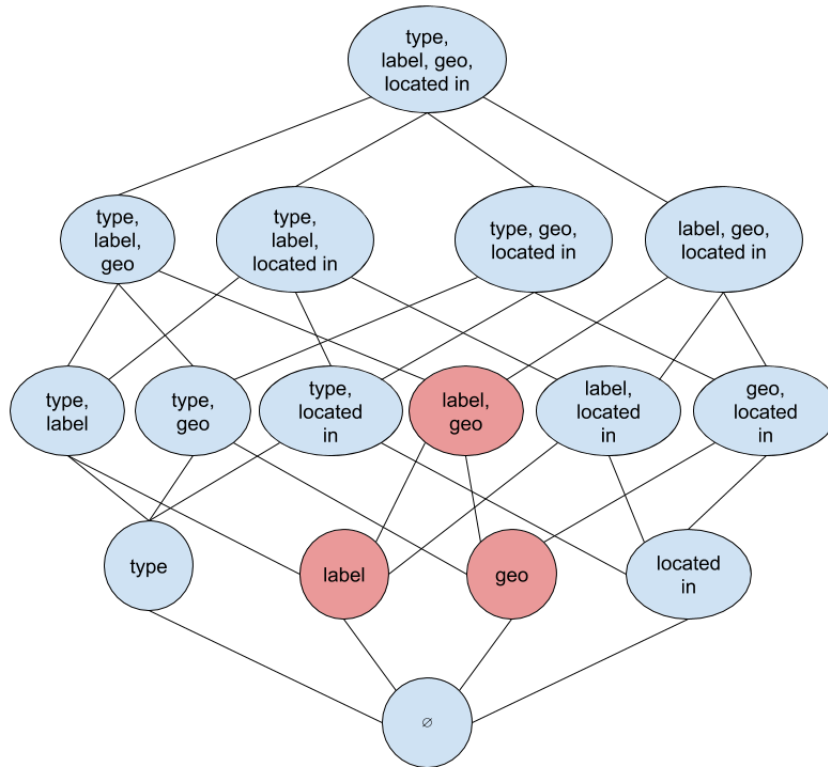 type,
label, geo,
located in
type,
label,
geo
type,
label,
located in
type, geo,
located in
label, geo,
located in
type,
label
type,
geo
type,
located
in
label,
geo
label,
located
in
geo,
located
in
type
label
geo
located
in
∅